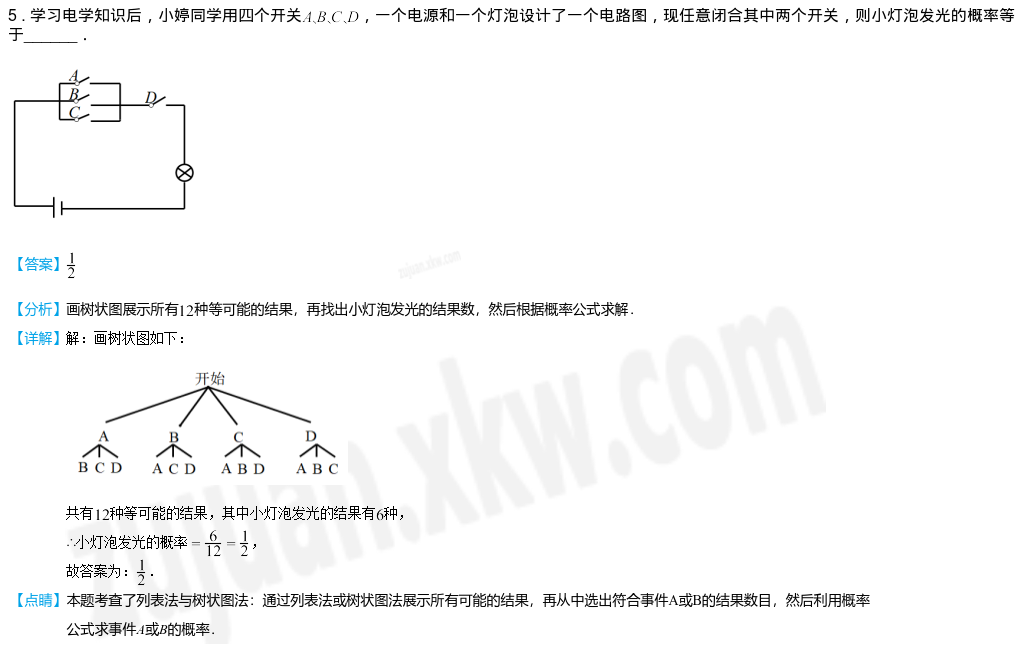 5．学习电学知识后，小婷同学用四个开关A、B、C、D，一个电源和一个灯泡设计了一个电路图，现任意闭合其中两个开关，则小灯泡发光的概率等
于______．
A
B
C
D
【答案】1/2
【分析】画树状图展示所有12种等可能的结果，再找出小灯泡发光的结果数，然后根据概率公式求解．
【详解】解：画树状图如下：
开始
A B C D
B C D A C D A B D A B C
共有12种等可能的结果，其中小灯泡发光的结果有6种，
∴小灯泡发光的概率＝6/12＝1/2，
故答案为：1/2．
【点睛】本题考查了列表法与树状图法：通过列表法或树状图法展示所有可能的结果，再从中选出符合事件A或B的结果数目，然后利用概率
公式求事件A或B的概率．
zujuan.xkw.com
zujuan.xkw.com